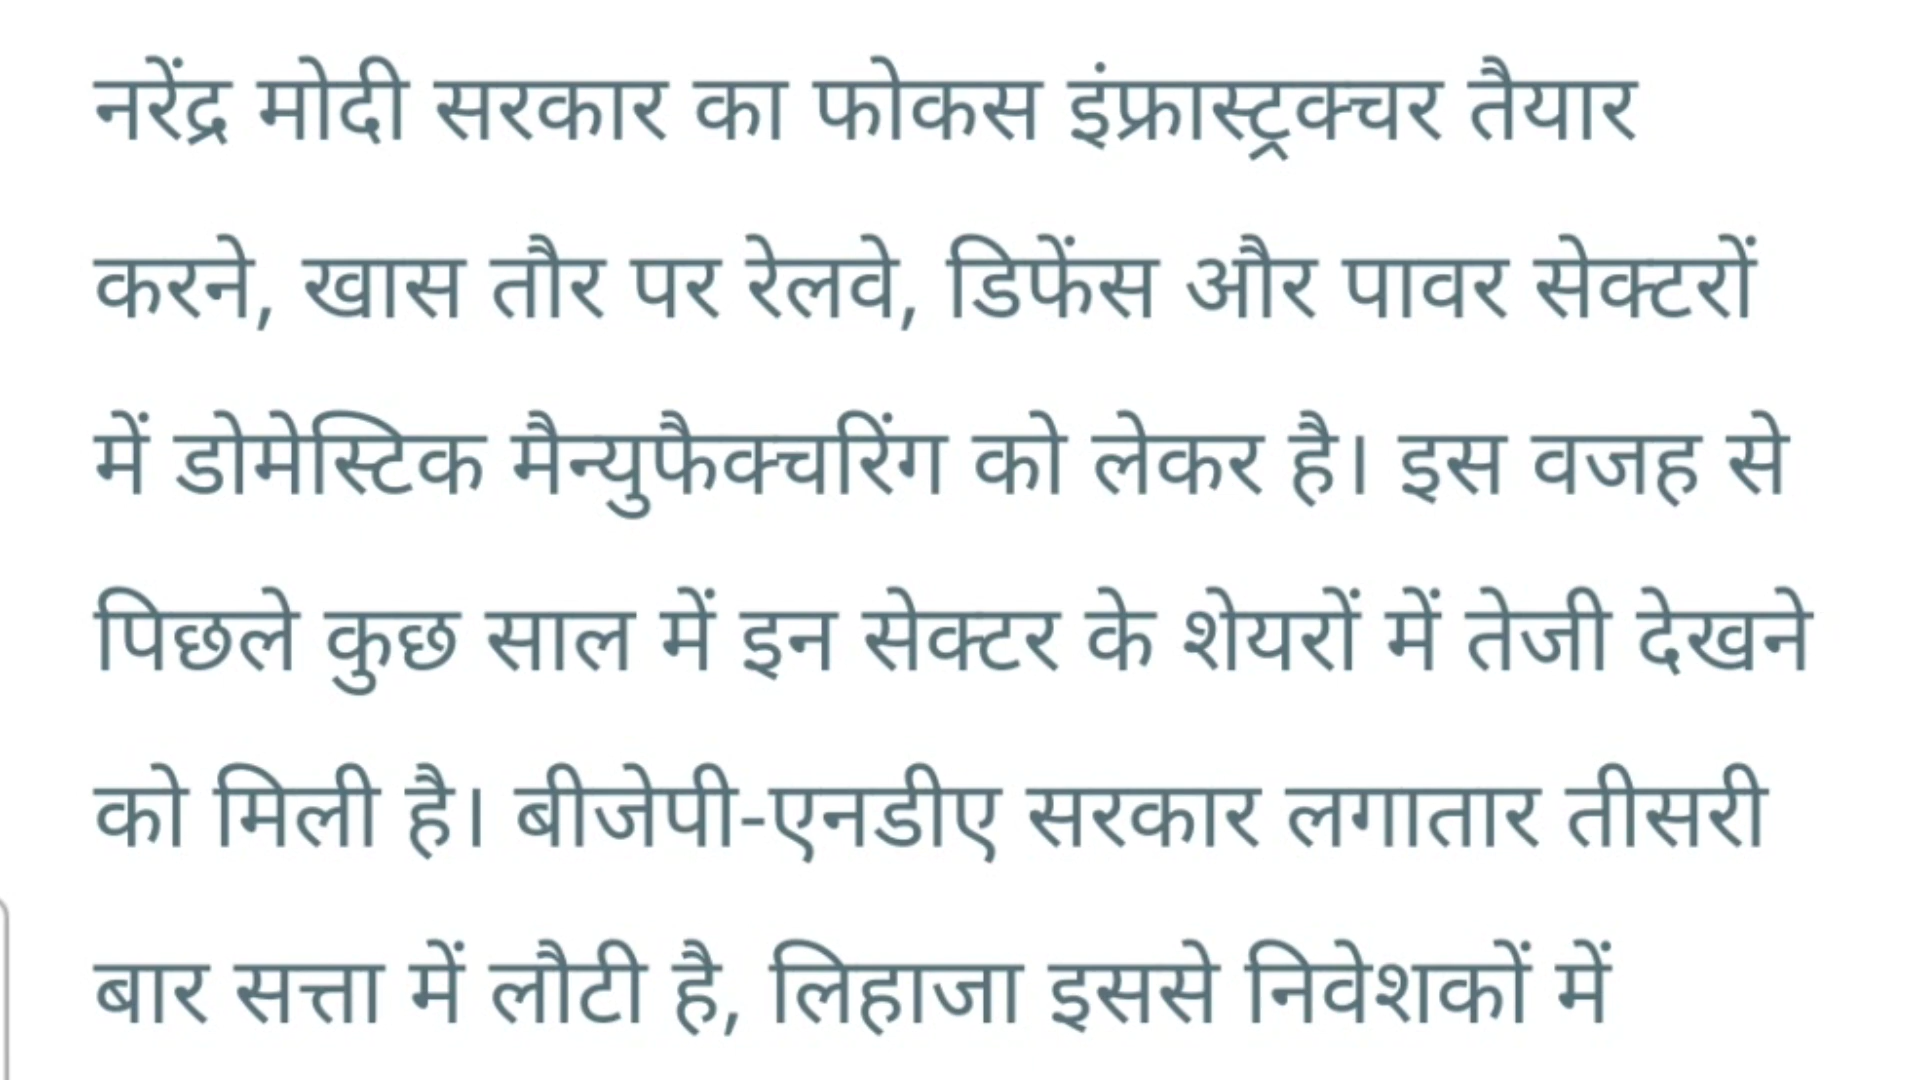 नरेंद्र मोदी सरकार का फोकस इंफ्रास्ट्रक्चर तैयार
करने, खास तौर पर रेलवे, डिफेंस और पावर सेक्टरों
में डोमेस्टिक मैन्युफैक्चरिंग को लेकर है। इस वजह से
पिछले कुछ साल में इन सेक्टर के शेयरों में तेजी देखने
को मिली है। बीजेपी-एनडीए सरकार लगातार तीसरी
बार सत्ता में लौटी है, लिहाजा इससे निवेशकों में